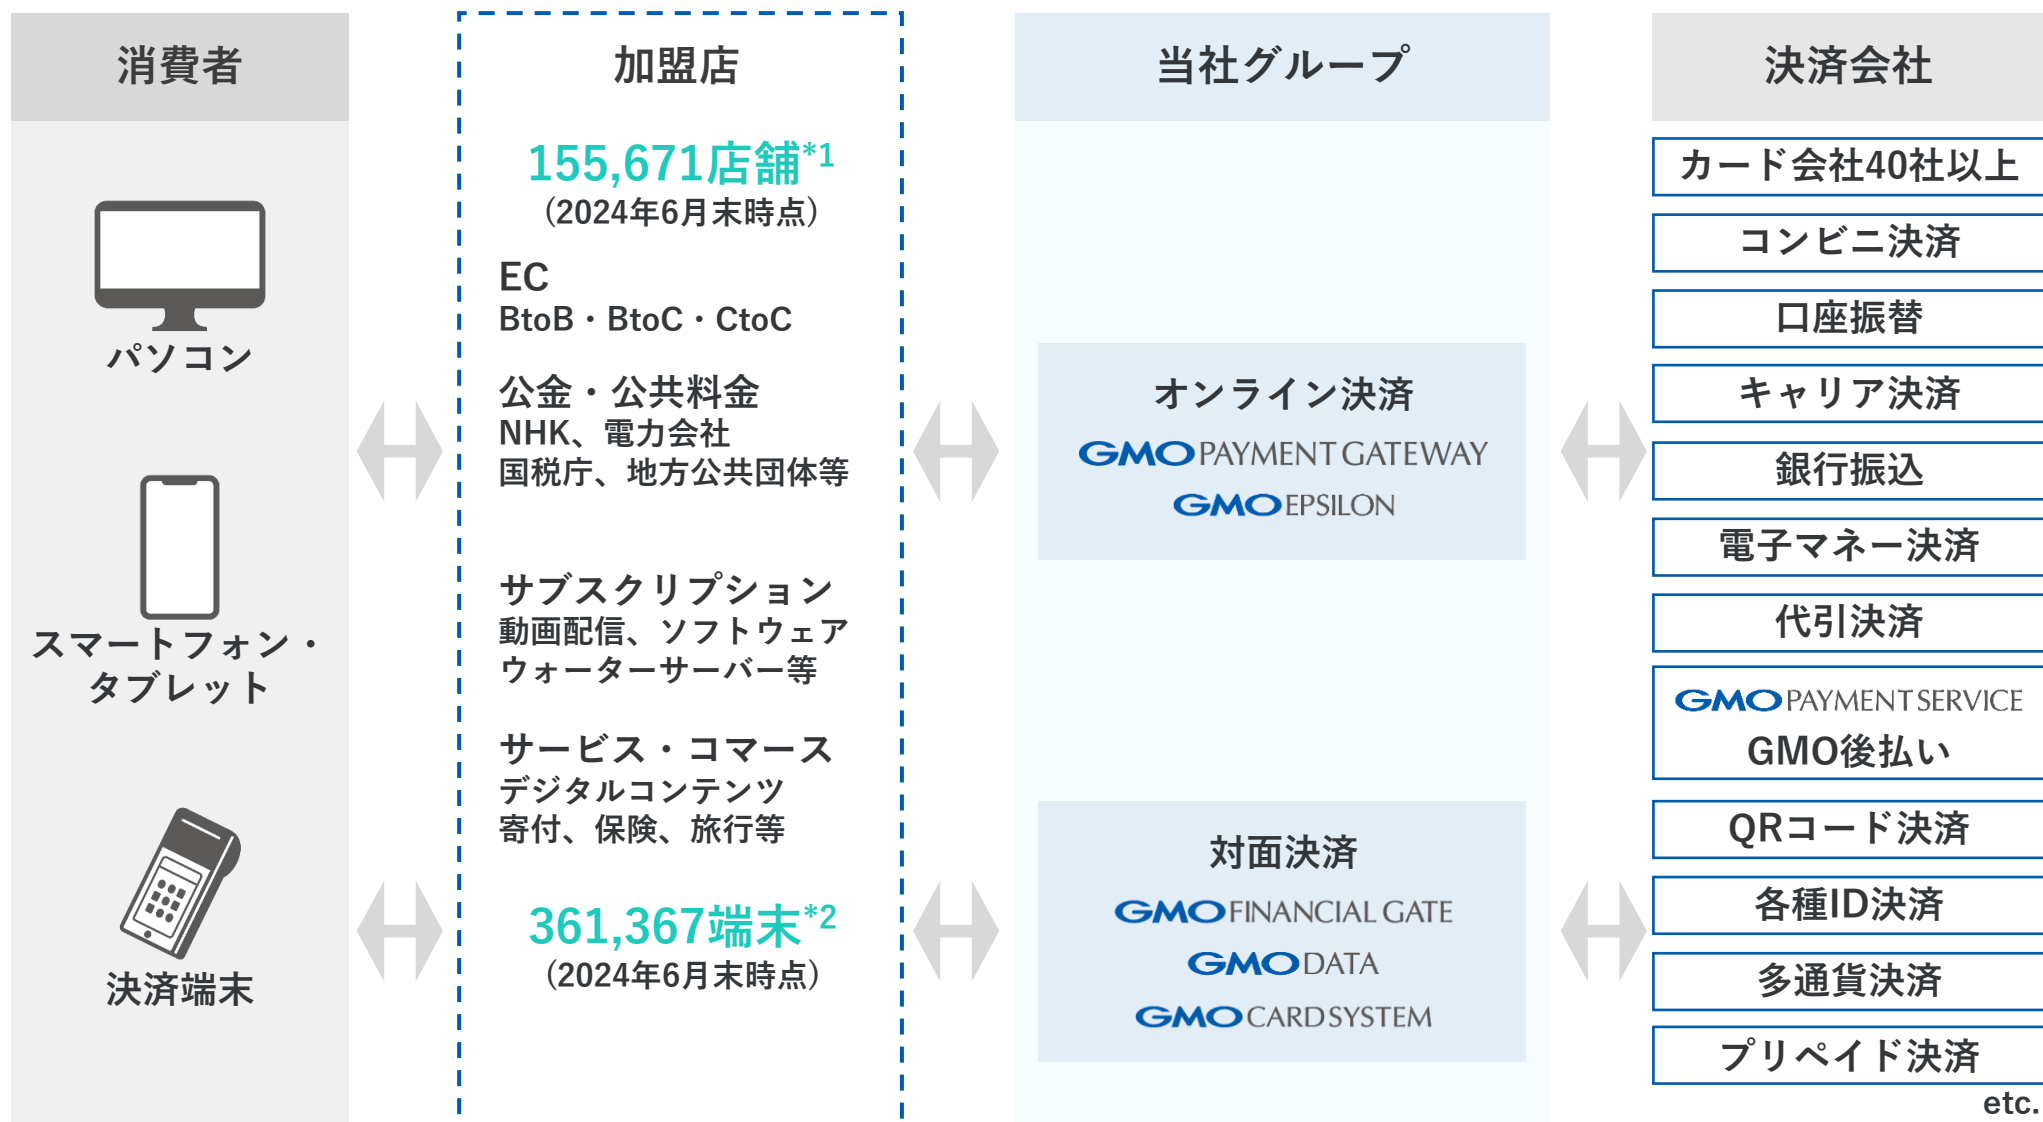 消費者
パソコン
スマートフォン・
タブレット
決済端末
加盟店
155,671店舗*1
(2024年6月末時点)
EC
BtoB・BtoC・CtoC
公金・公共料金
NHK、電力会社
国税庁、地方公共団体等
サブスクリプション
動画配信、ソフトウェア
ウォーターサーバー等
サービス・コマース
デジタルコンテンツ
寄付、保険、旅行等
361,367端末*2
(2024年6月末時点)
当社グループ
オンライン決済
GMO PAYMENT GATEWAY
GMO EPSILON
対面決済
GMO FINANCIAL GATE
GMO DATA
GMO CARD SYSTEM
決済会社
カード会社40社以上
コンビニ決済
口座振替
キャリア決済
銀行振込
電子マネー決済
代引決済
GMO PAYMENT SERVICE
GMO後払い
QRコード決済
各種ID決済
多通貨決済
プリペイド決済
etc.